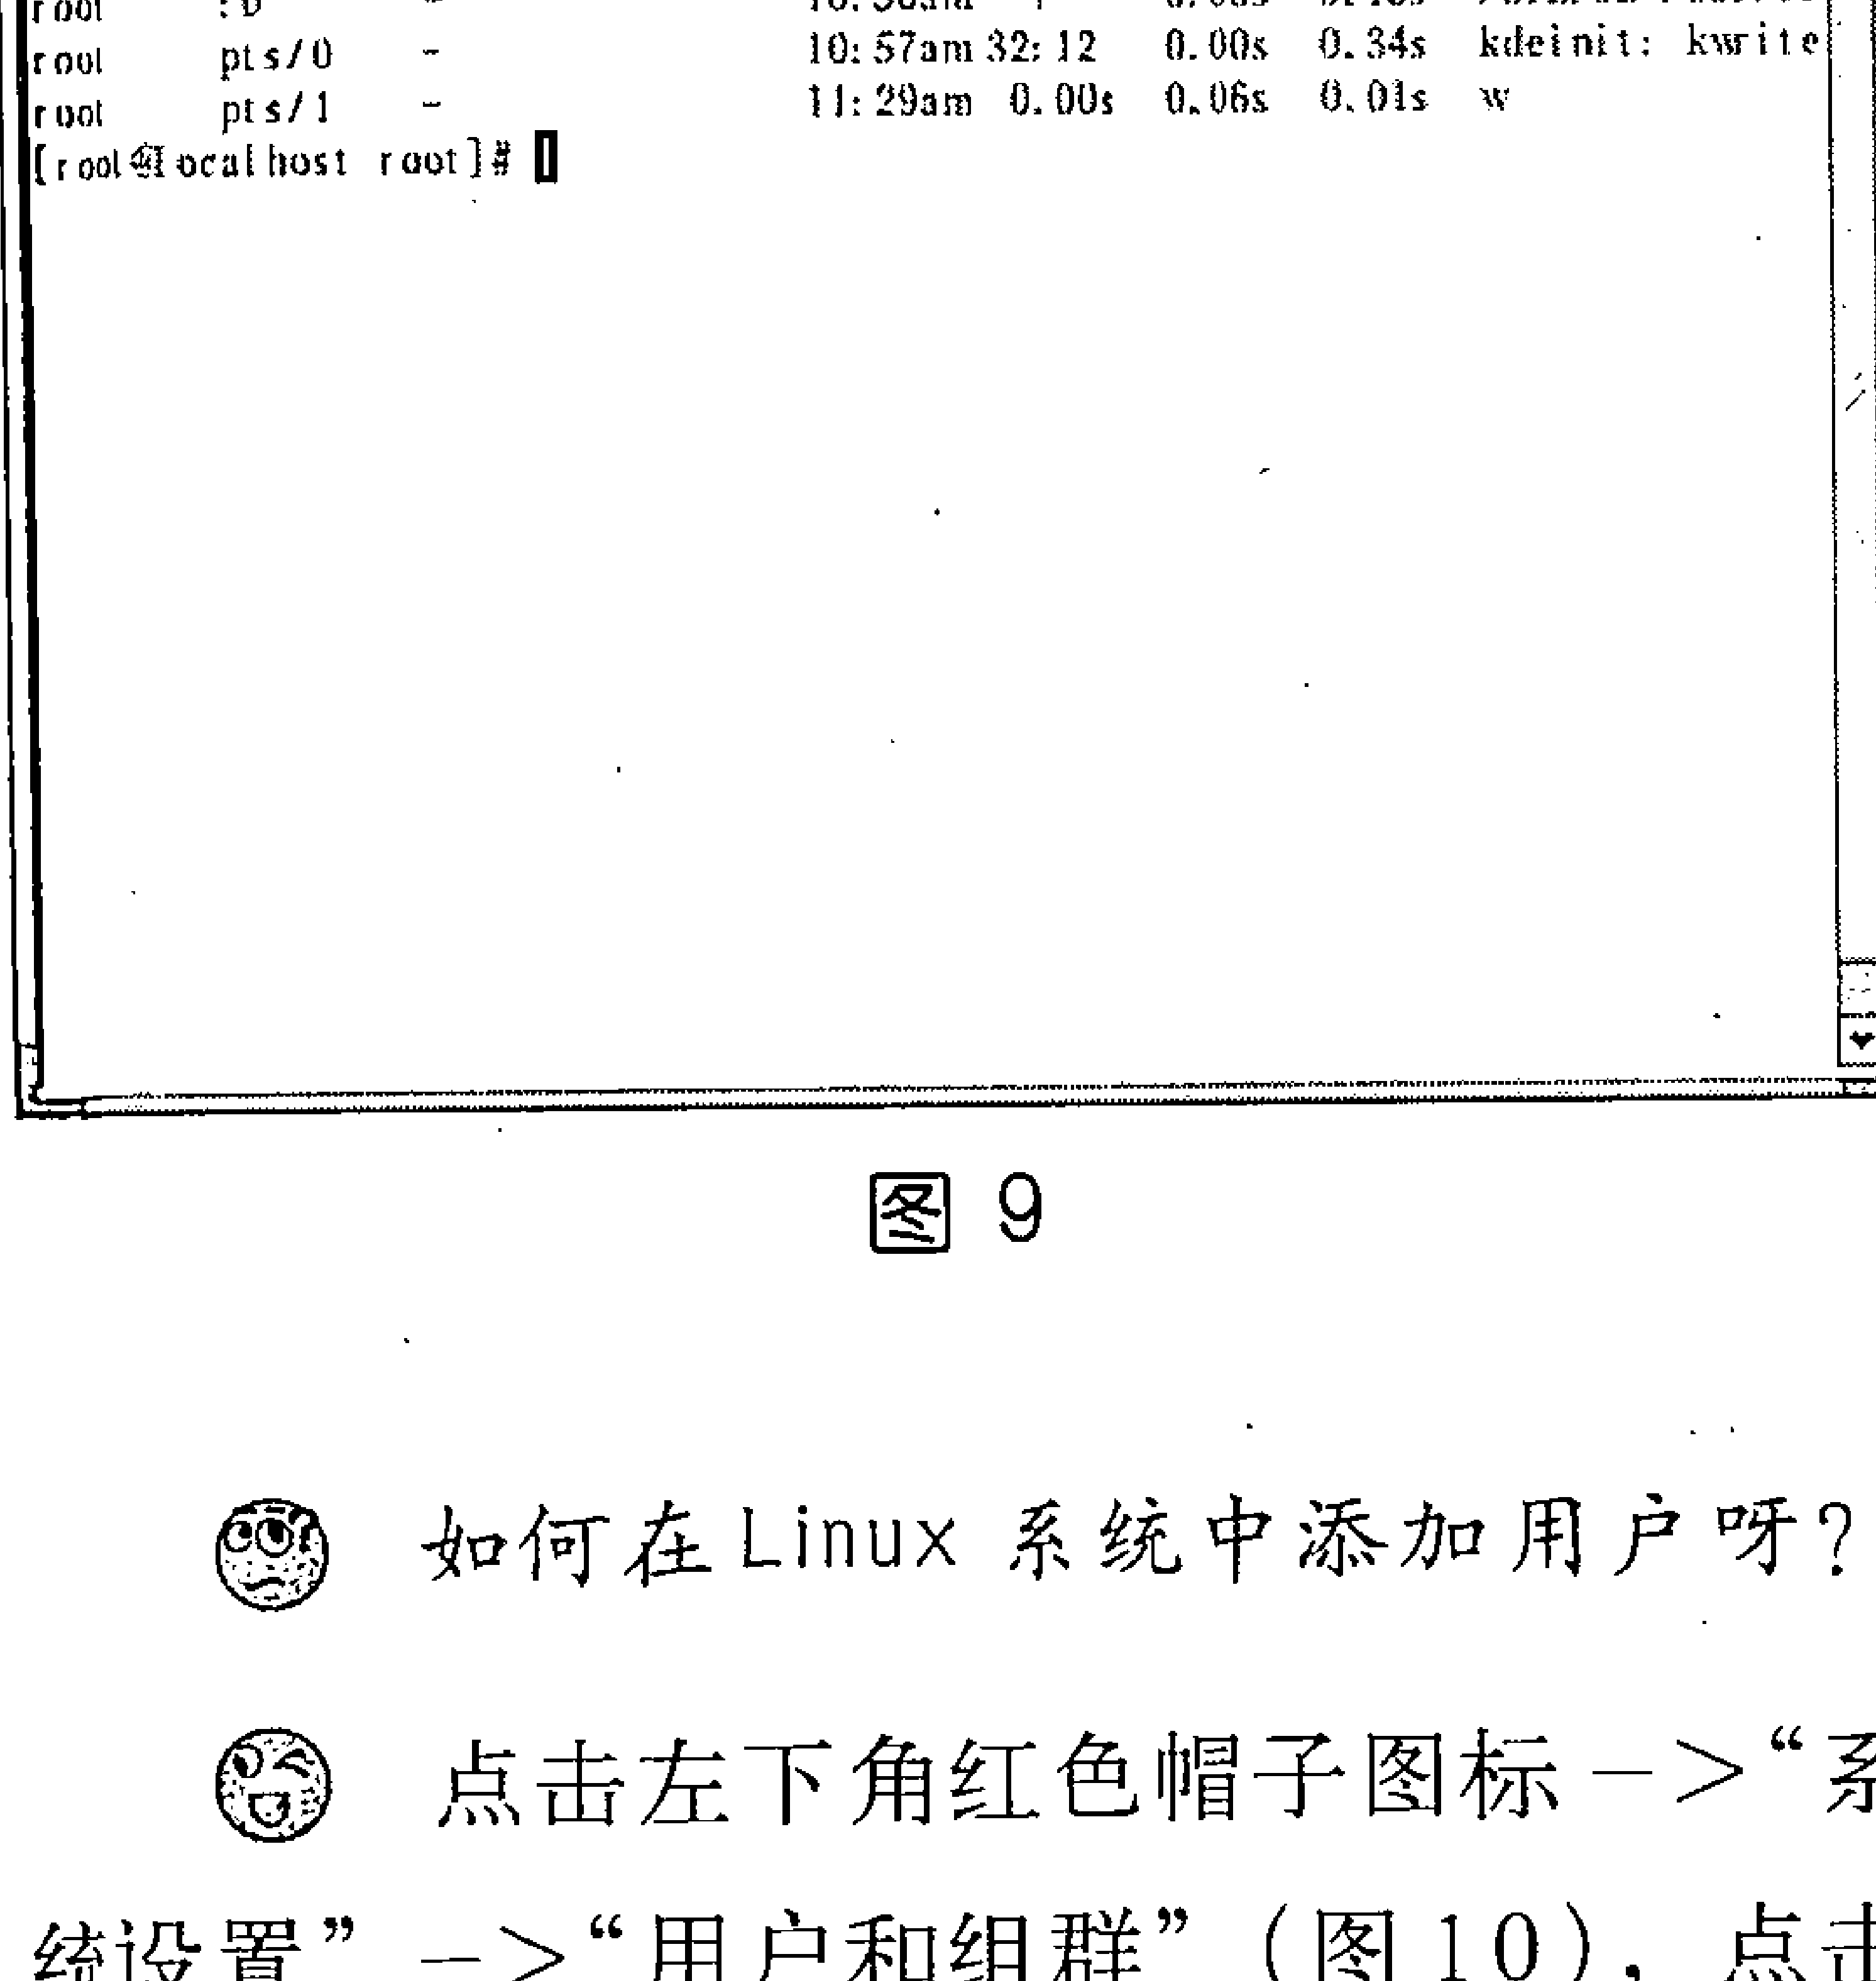 root :0 -
root pts/0 - 10:57am 32:12 0.00s 0.34s kdeinit: kwrite
root pts/1 - 11:29am 0.00s 0.06s 0.01s w
[root@localhost root]#
图 9
如何在Linux 系统中添加用户呀?
点击左下角红色帽子图标->“系
统设置”->“用户和组群”(图10),点击